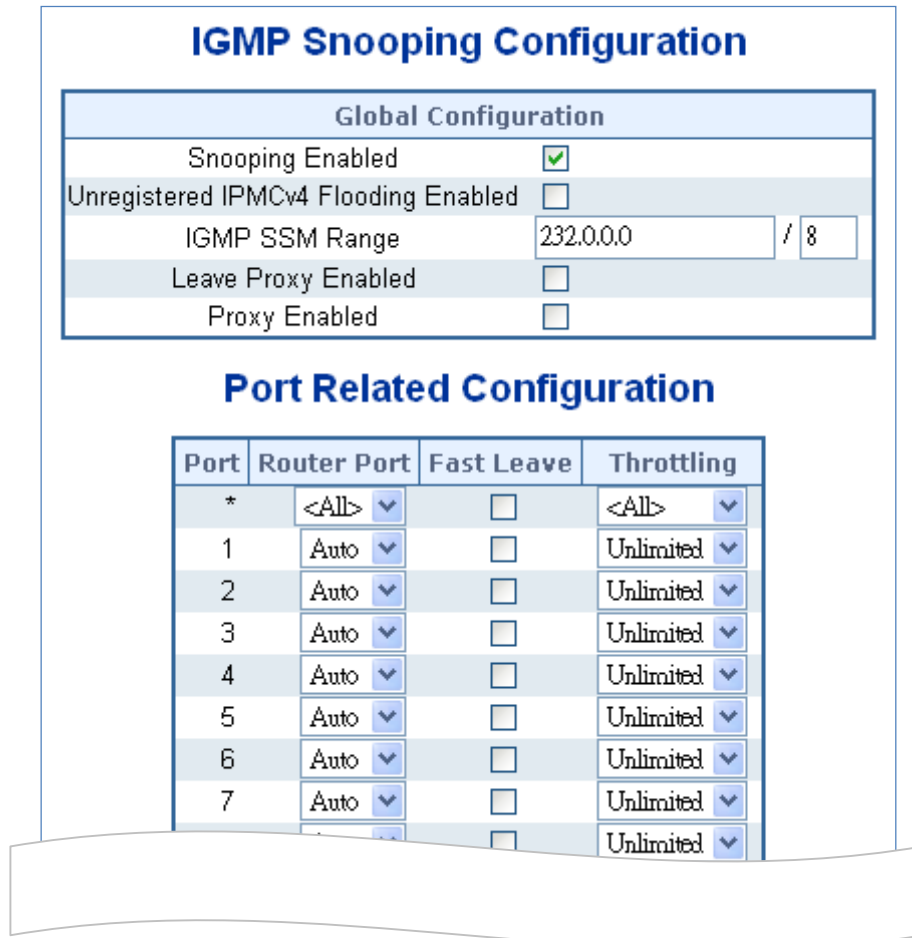 IGMP Snooping Configuration
Global Configuration
Snooping Enabled
Unregistered IPMCv4 Flooding Enabled
IGMP SSM Range 232.0.0.0 / 8
Leave Proxy Enabled
Proxy Enabled
Port Related Configuration
Port Router Port Fast Leave Throttling
* <All> <All>
1 Auto Unlimited
2 Auto Unlimited
3 Auto Unlimited
4 Auto Unlimited
5 Auto Unlimited
6 Auto Unlimited
7 Auto Unlimited
Unlimited